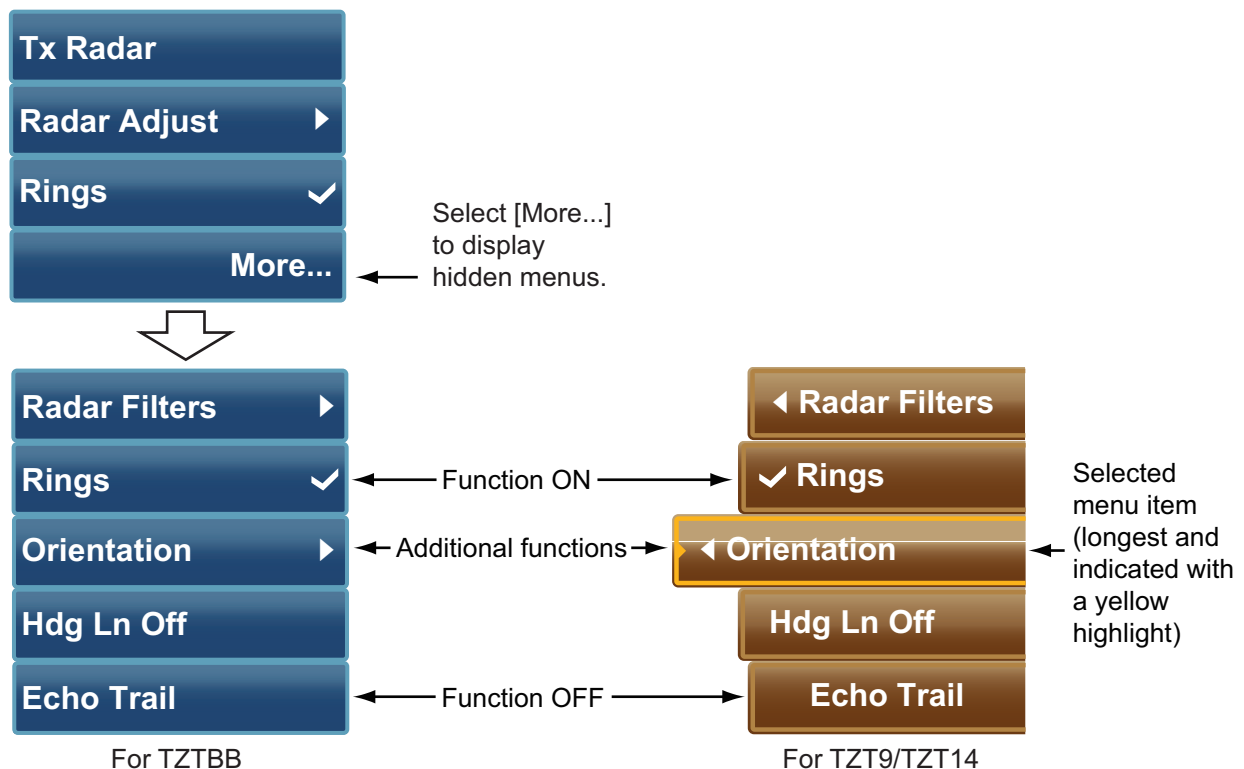 Tx Radar
Radar Adjust
Rings
More...
Select [More...]
to display
hidden menus.
Radar Filters
Rings
Orientation
Hdg Ln Off
Echo Trail
For TZTBB
Function ON
Additional functions
Function OFF
Radar Filters
Rings
Orientation
Hdg Ln Off
Echo Trail
For TZT9/TZT14
Selected
menu item
(longest and
indicated with
a yellow
highlight)